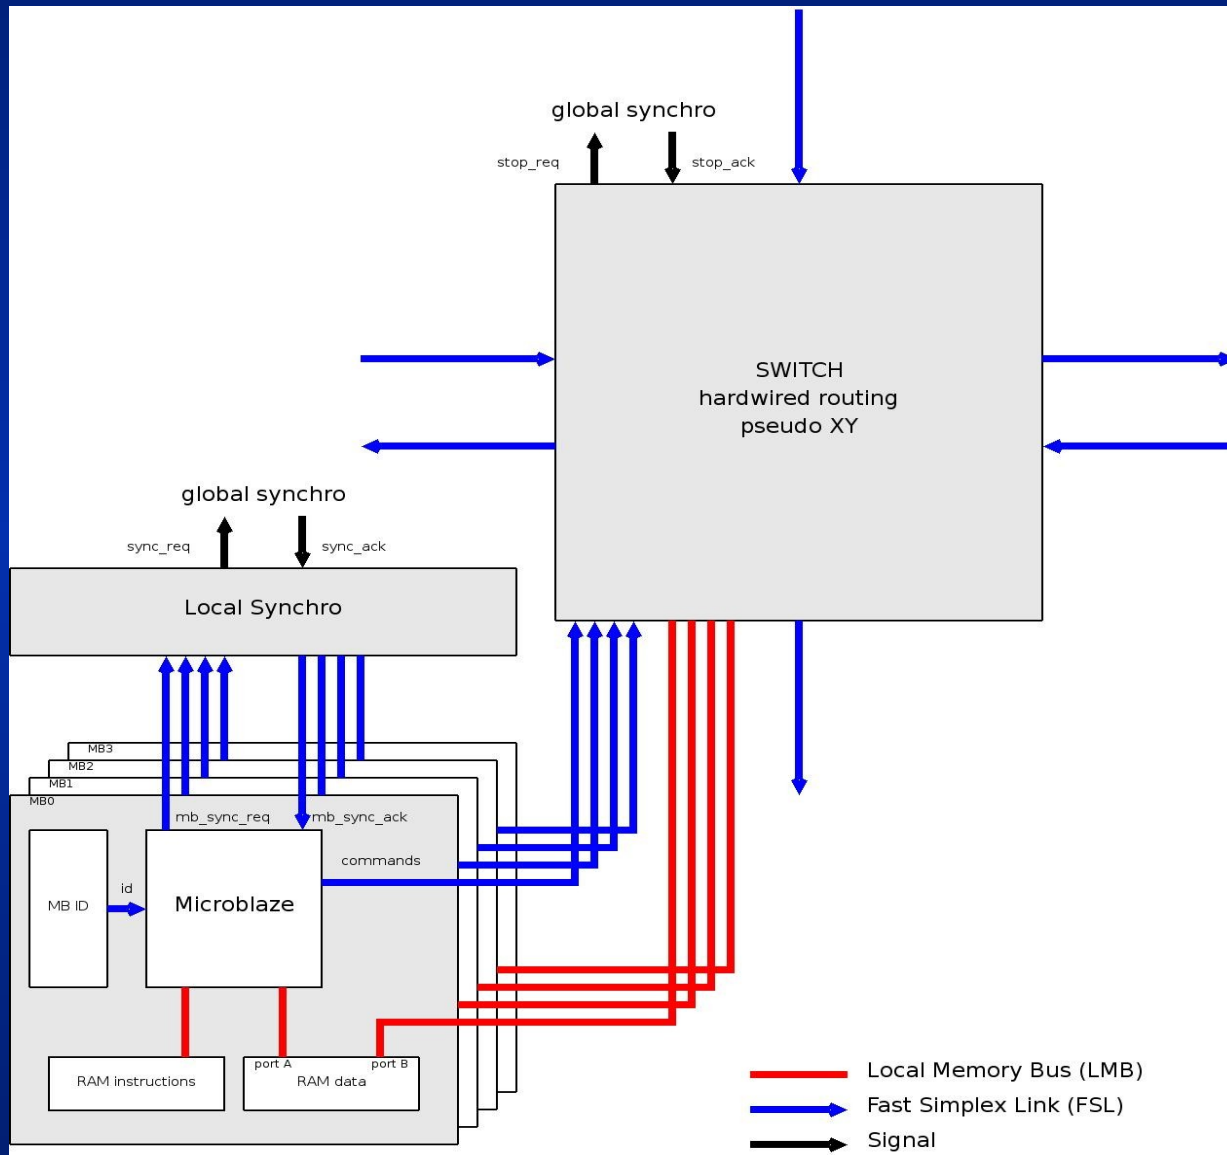 global synchro
stop_req
stop_ack
SWITCH
hardwired routing
pseudo XY
global synchro
sync_req
sync_ack
Local Synchro
MB3
MB2
MB1
MB0
mb_sync_req
mb_sync_ack
commands
id
MB ID
Microblaze
port A
port B
RAM instructions
RAM data
Local Memory Bus (LMB)
Fast Simplex Link (FSL)
Signal